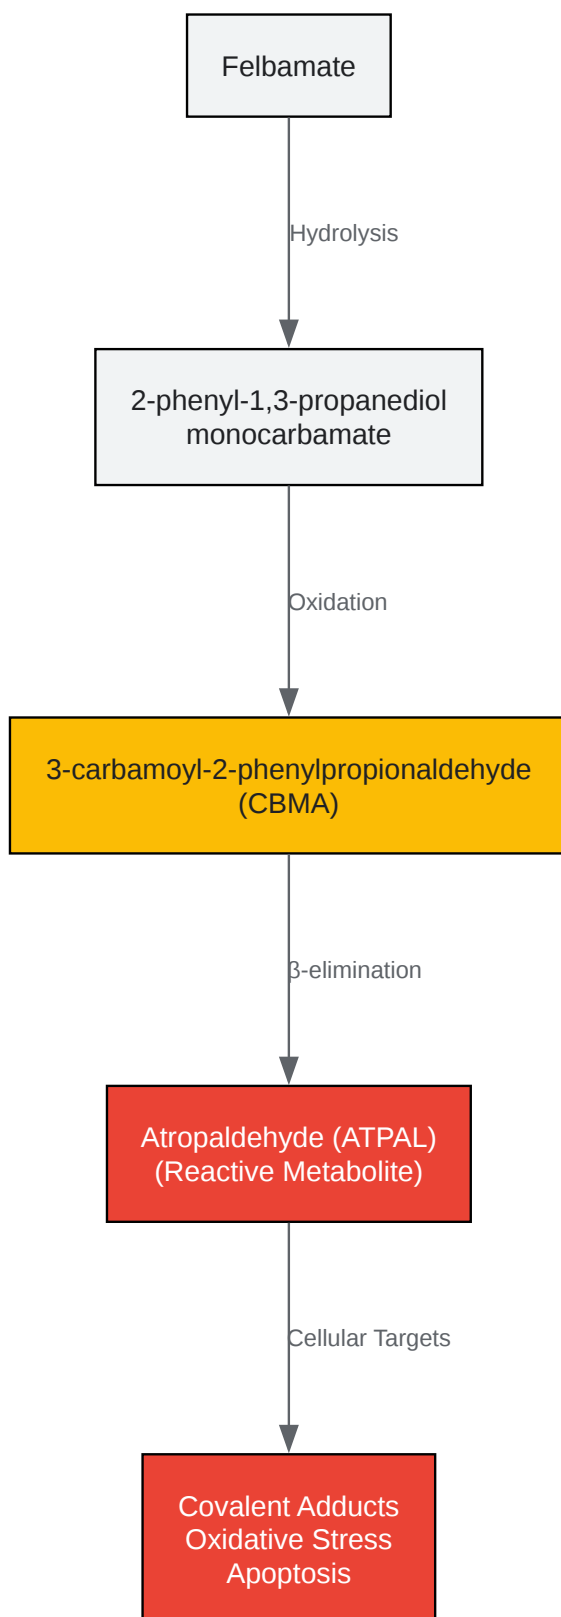 Felbamate
Hydrolysis
2-phenyl-1,3-propanediol
monocarbamate
Oxidation
3-carbamoyl-2-phenylpropionaldehyde
(CBMA)
β-elimination
Atropaldehyde (ATPAL)
(Reactive Metabolite)
Cellular Targets
Covalent Adducts
Oxidative Stress
Apoptosis